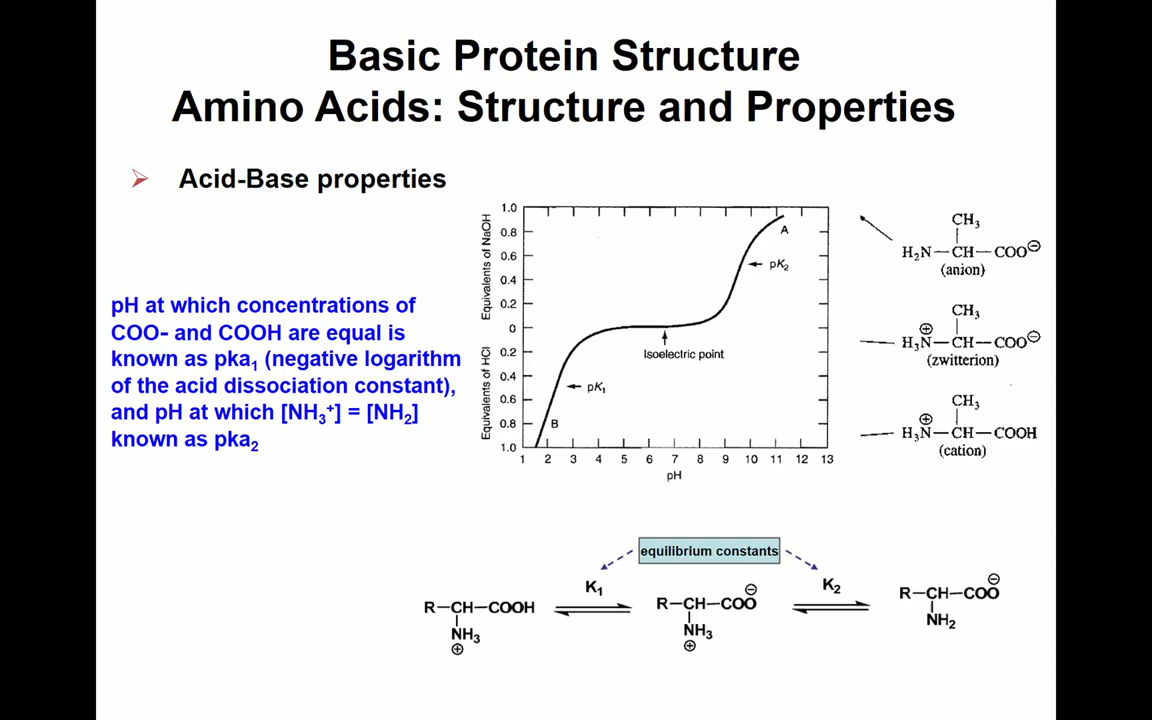 Basic Protein Structure
Amino Acids: Structure and Properties
Acid-Base properties
pH at which concentrations of
COO- and COOH are equal is
known as pka₁ (negative logarithm
of the acid dissociation constant),
and pH at which [NH₃⁺] = [NH₂]
known as pka₂
Equivalents of NaOH
Equivalents of HCl
1.0
0.8
0.6
0.4
0.2
0
0.2
0.4
0.6
0.8
1.0
A
pK₂
Isoelectric point
pK₁
B
1 2 3 4 5 6 7 8 9 10 11 12 13
pH
CH₃
H₂N—CH—COO⊖
(anion)
CH₃
⊕
H₃N—CH—COO⊖
(zwitterion)
CH₃
⊕
H₃N—CH—COOH
(cation)
equilibrium constants
K₁
K₂
R—CH—COOH
NH₃
⊕
⊖
R—CH—COO
NH₃
⊕
⊖
R—CH—COO
NH₂